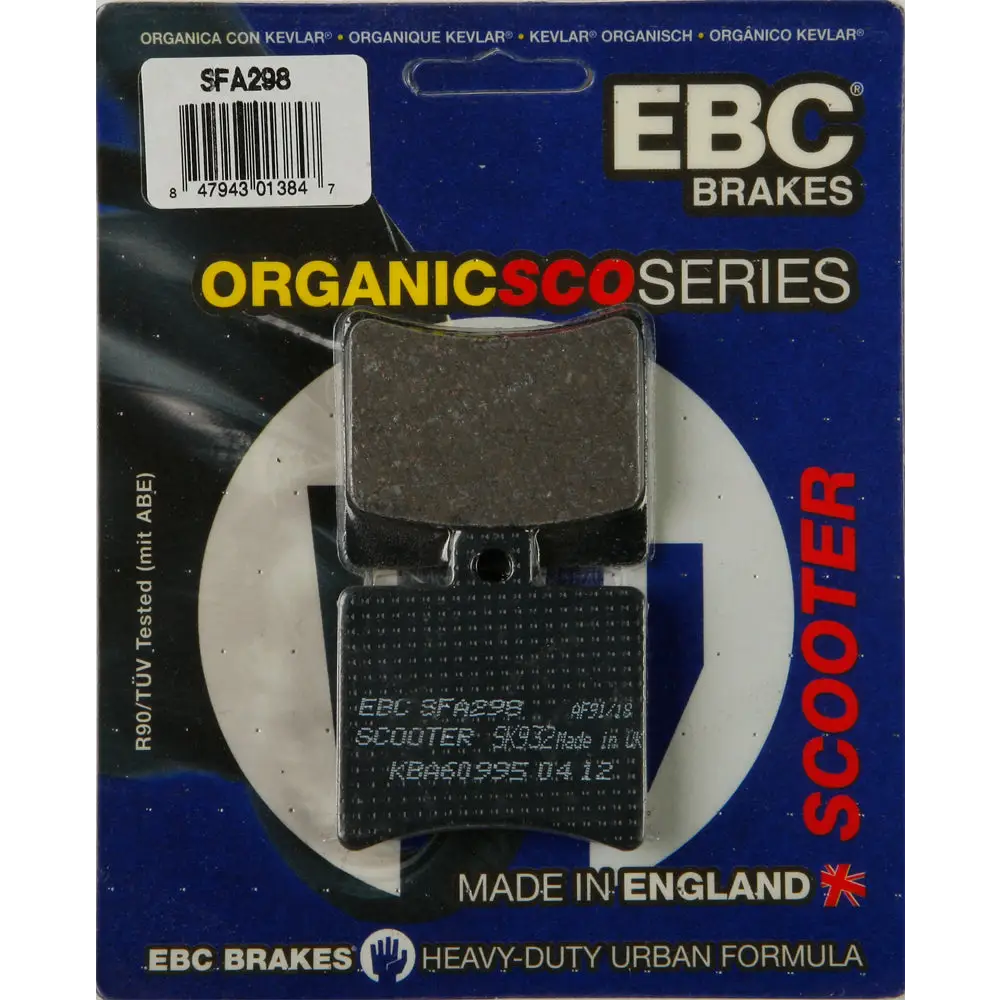 ORGANICA CON KEVLAR® • ORGANIQUE KEVLAR® • KEVLAR® ORGANISCH • ORGÂNICO KEVLAR®
SFA298
8 47943 01384 7
EBC®
BRAKES
ORGANICSCOSERIES
R90/TÜV Tested (mit ABE)
SCOOTER
EBC SFA298 AF91/18
SCOOTER SK932 Made in UK
KBA60995 04 12
MADE IN ENGLAND
EBC BRAKES® HEAVY-DUTY URBAN FORMULA